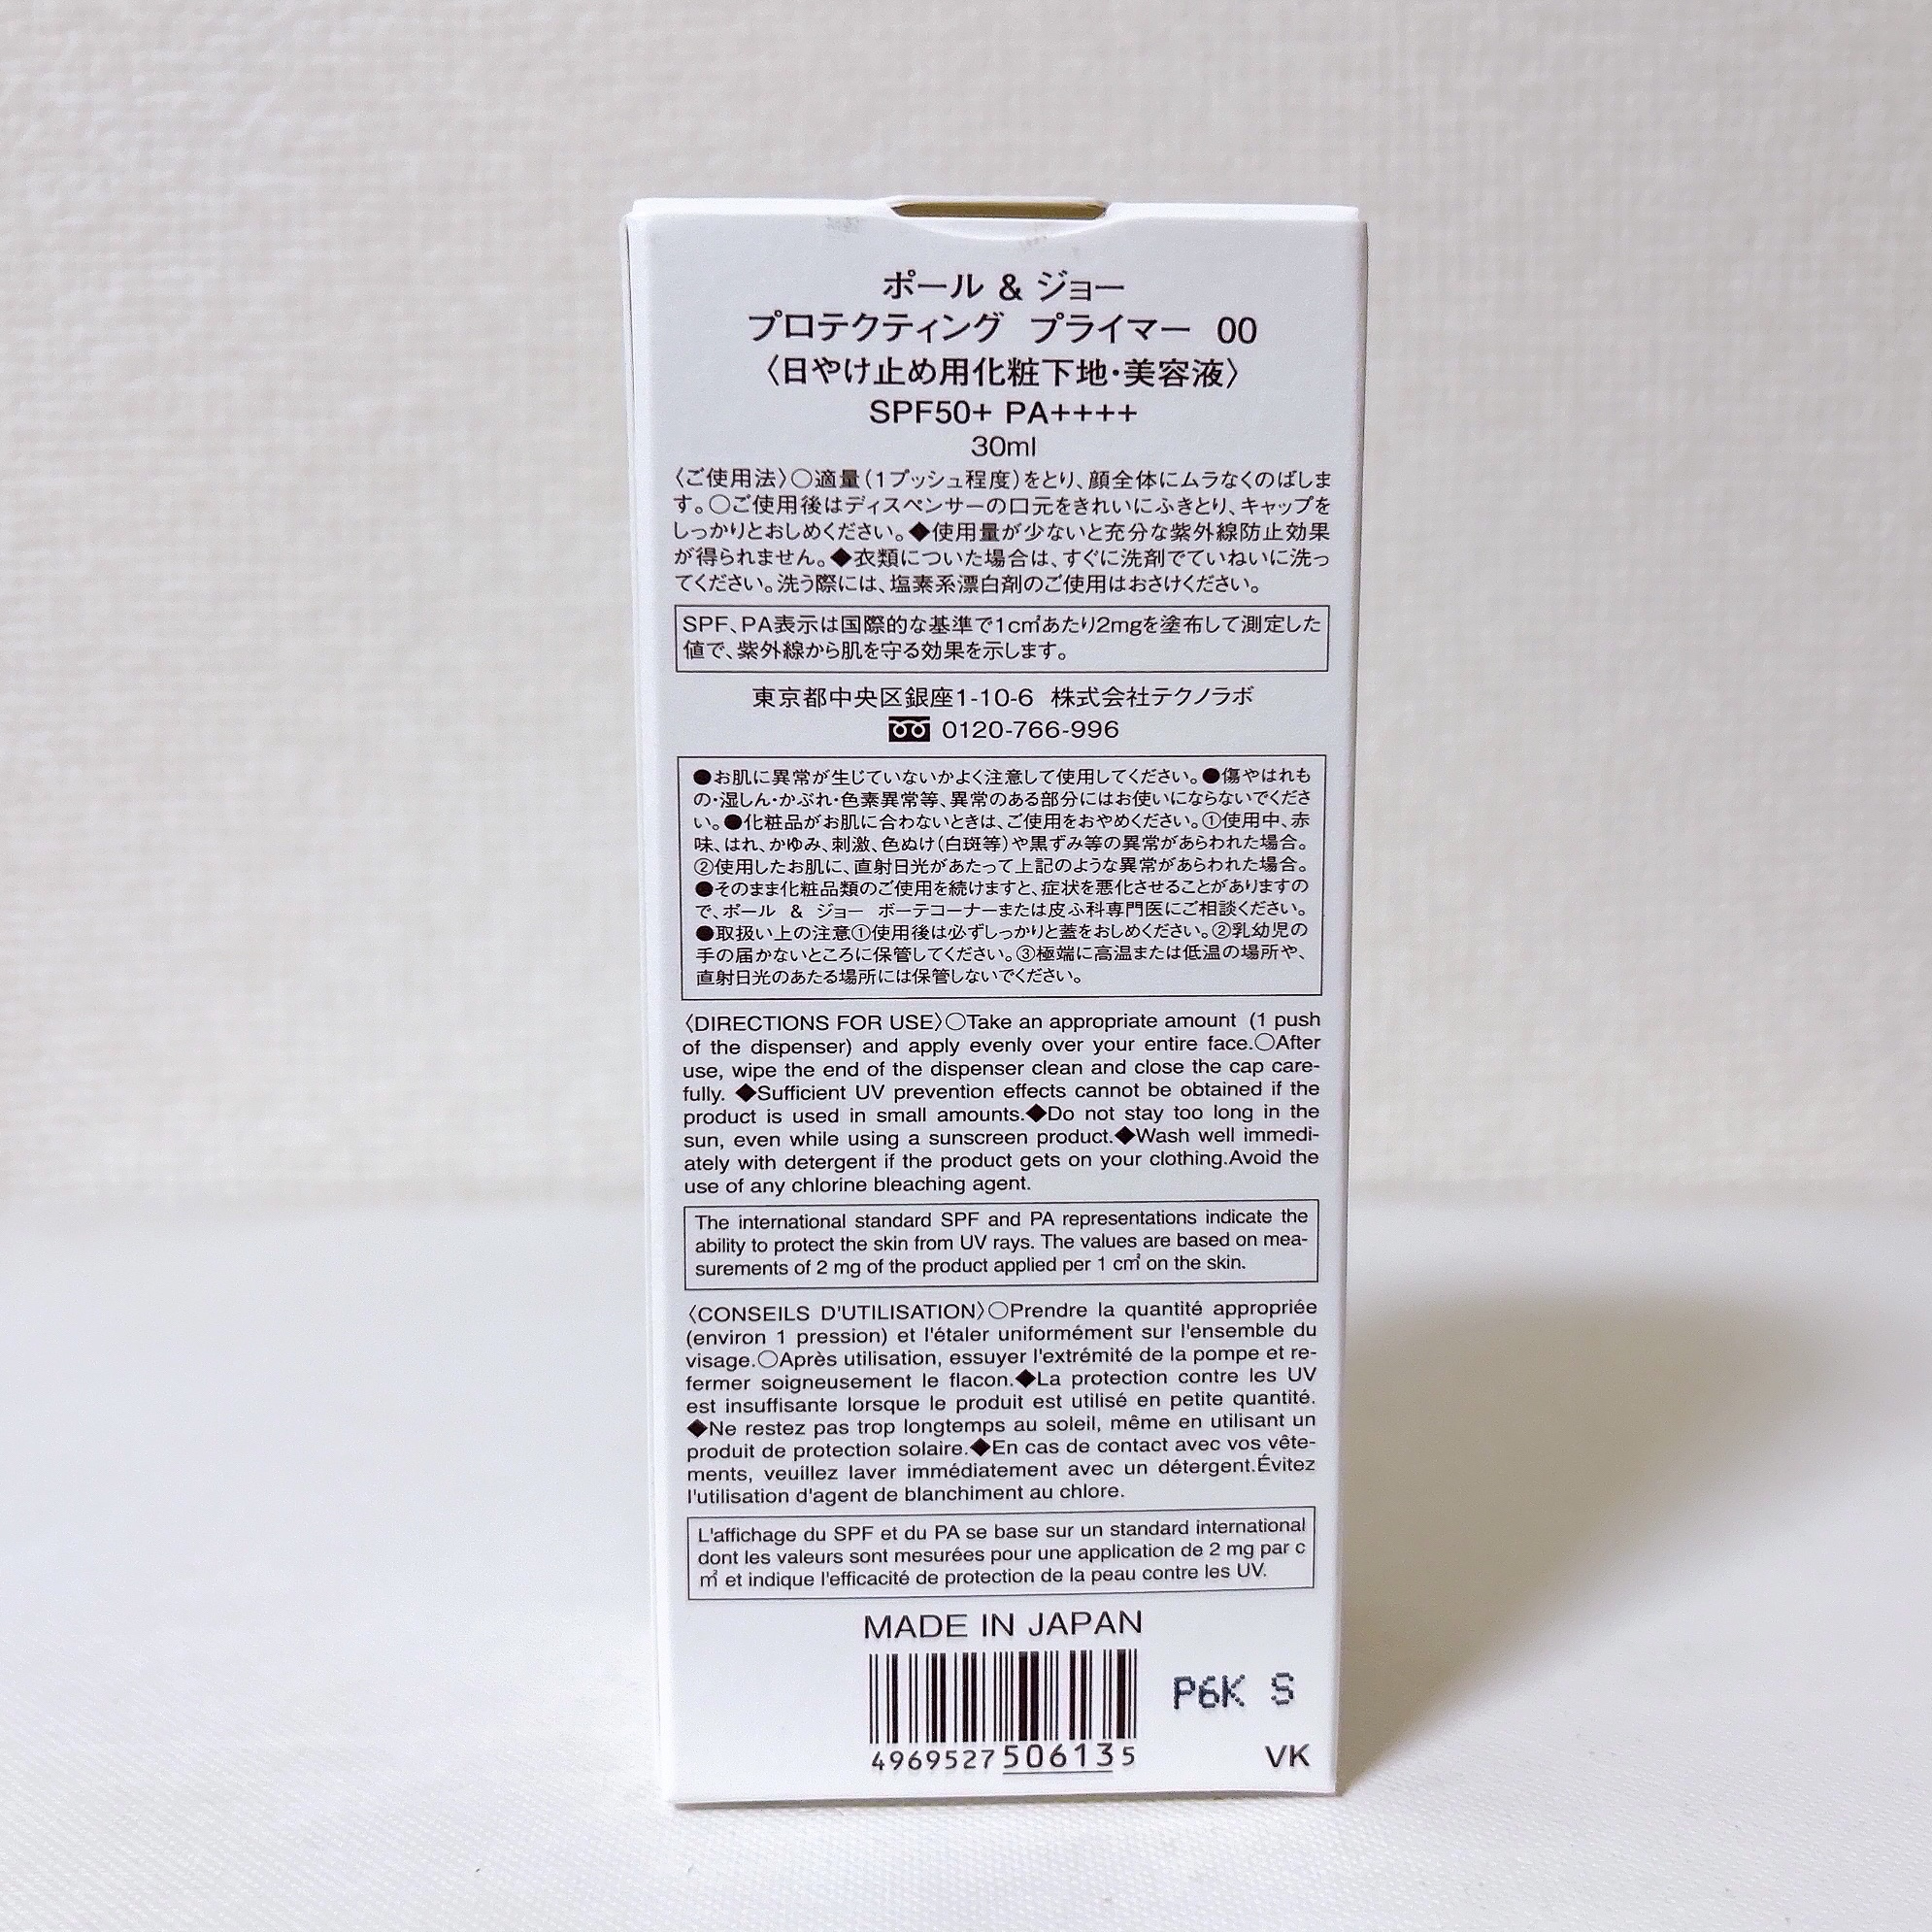 ポール & ジョー
プロテクティング プライマー 00
〈日やけ止め用化粧下地・美容液〉
SPF50+ PA++++
30ml
〈ご使用法〉○適量(1プッシュ程度)をとり、顔全体にムラなくのばしま
す。○ご使用後はディスペンサーの口元をきれいにふきとり、キャップを
しっかりとおしめください。◆使用量が少ないと充分な紫外線防止効果
が得られません。◆衣類についた場合は、すぐに洗剤でていねいに洗っ
てください。洗う際には、塩素系漂白剤のご使用はおさけください。
SPF、PA表示は国際的な基準で1c㎡あたり2mgを塗布して測定した
値で、紫外線から肌を守る効果を示します。
東京都中央区銀座1-10-6 株式会社テクノラボ
0120-766-996
●お肌に異常が生じていないかよく注意して使用してください。●傷やはれも
の・湿しん・かぶれ・色素異常等、異常のある部分にはお使いにならないでくださ
い。●化粧品がお肌に合わないときは、ご使用をおやめください。①使用中、赤
味、はれ、かゆみ、刺激、色ぬけ(白斑等)や黒ずみ等の異常があらわれた場合。
②使用したお肌に、直射日光があたって上記のような異常があらわれた場合。
●そのまま化粧品類のご使用を続けますと、症状を悪化させることがありますの
で、ポール & ジョー ボーテコーナーまたは皮ふ科専門医にご相談ください。
●取扱い上の注意①使用後は必ずしっかりと蓋をおしめください。②乳幼児の
手の届かないところに保管してください。③極端に高温または低温の場所や、
直射日光のあたる場所には保管しないでください。
〈DIRECTIONS FOR USE〉○Take an appropriate amount (1 push
of the dispenser) and apply evenly over your entire face.○After
use, wipe the end of the dispenser clean and close the cap care-
fully. ◆Sufficient UV prevention effects cannot be obtained if the
product is used in small amounts.◆Do not stay too long in the
sun, even while using a sunscreen product.◆Wash well immedi-
ately with detergent if the product gets on your clothing.Avoid the
use of any chlorine bleaching agent.
The international standard SPF and PA representations indicate the
ability to protect the skin from UV rays. The values are based on mea-
surements of 2 mg of the product applied per 1 c㎡ on the skin.
〈CONSEILS D'UTILISATION〉○Prendre la quantité appropriée
(environ 1 pression) et l'étaler uniformément sur l'ensemble du
visage.○Après utilisation, essuyer l'extrémité de la pompe et re-
fermer soigneusement le flacon.◆La protection contre les UV
est insuffisante lorsque le produit est utilisé en petite quantité.
◆Ne restez pas trop longtemps au soleil, même en utilisant un
produit de protection solaire.◆En cas de contact avec vos vête-
ments, veuillez laver immédiatement avec un détergent.Évitez
l'utilisation d'agent de blanchiment au chlore.
L'affichage du SPF et du PA se base sur un standard international
dont les valeurs sont mesurées pour une application de 2 mg par c
㎡ et indique l'efficacité de protection de la peau contre les UV.
MADE IN JAPAN
P6K S
4969527506135
VK